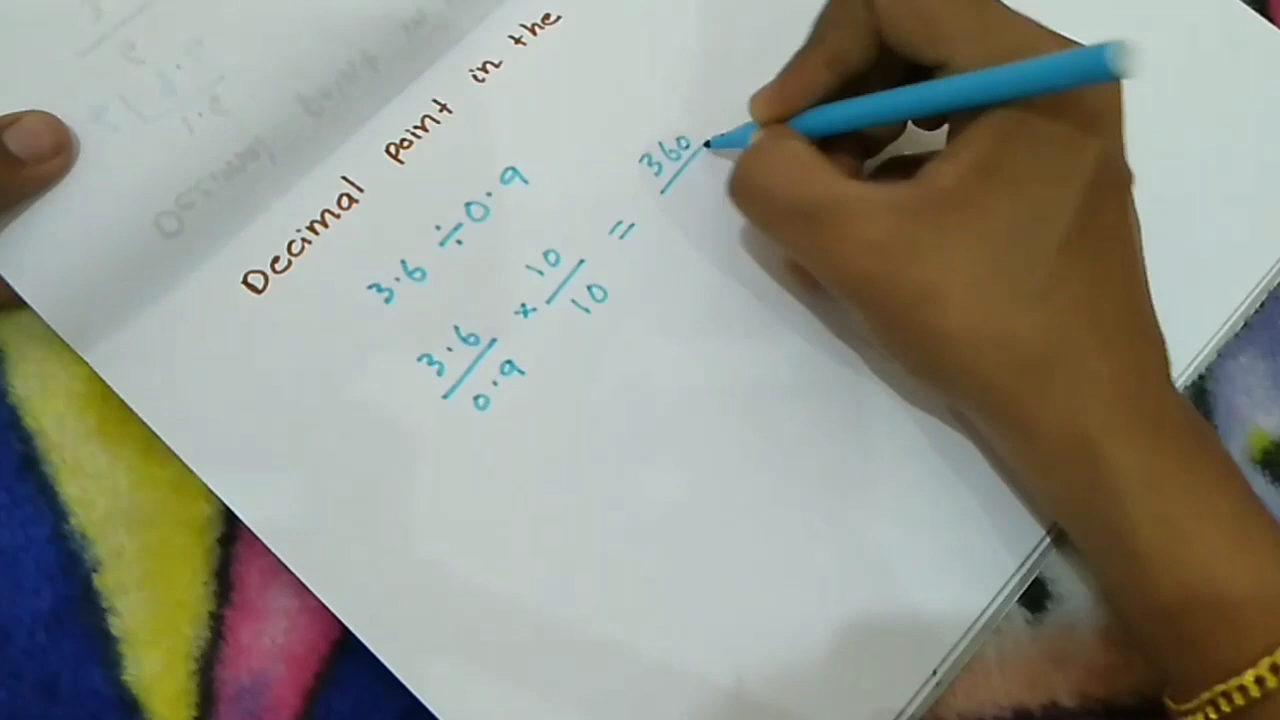 Decimal point in the
3.6 ÷ 0.9
3.6/0.9 × 10/10 = 360